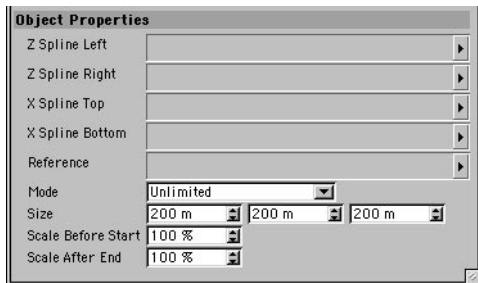 Object Properties
Z Spline Left
Z Spline Right
X Spline Top
X Spline Bottom
Reference
Mode Unlimited
Size 200 m 200 m 200 m
Scale Before Start 100 %
Scale After End 100 %